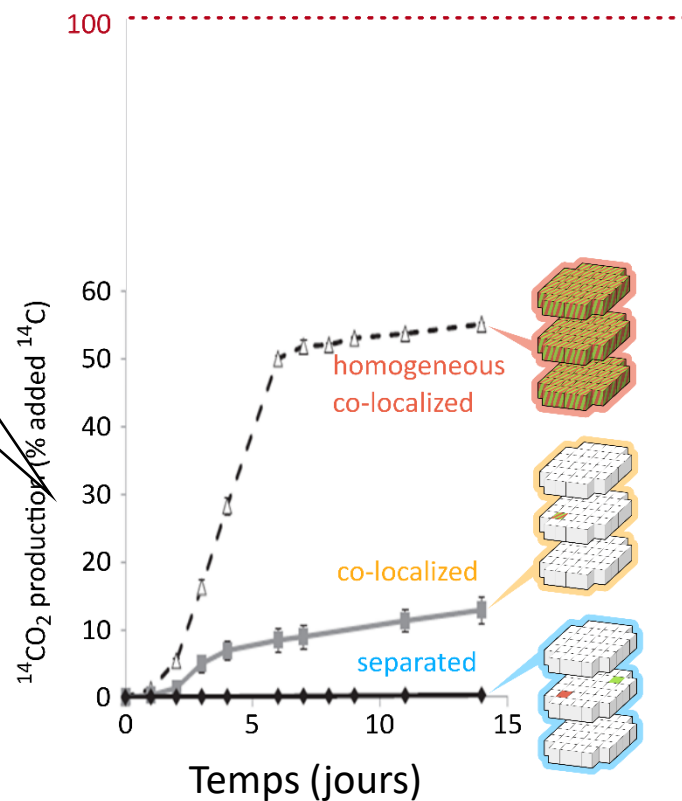 100
60
50
40
30
20
10
0
¹⁴CO₂ production (% added ¹⁴C)
homogeneous
co-localized
co-localized
separated
0
5
10
15
Temps (jours)